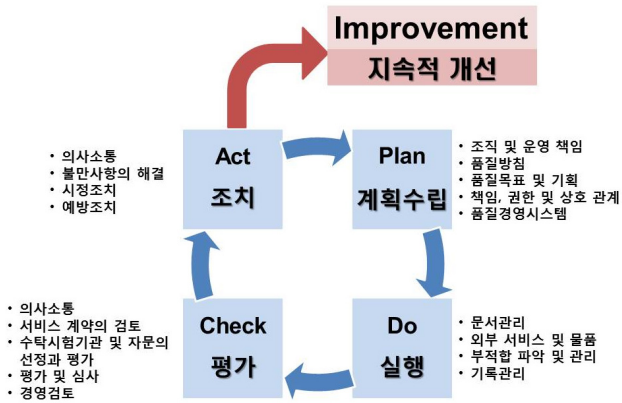 Improvement
지속적 개선
Act
조치
• 의사소통
• 불만사항의 해결
• 시정조치
• 예방조치
Plan
계획수립
• 조직 및 운영 책임
• 품질방침
• 품질목표 및 기획
• 책임, 권한 및 상호 관계
• 품질경영시스템
Check
평가
• 의사소통
• 서비스 계약의 검토
• 수탁시험기관 및 자문의
선정과 평가
• 평가 및 심사
• 경영검토
Do
실행
• 문서관리
• 외부 서비스 및 물품
• 부적합 파악 및 관리
• 기록관리